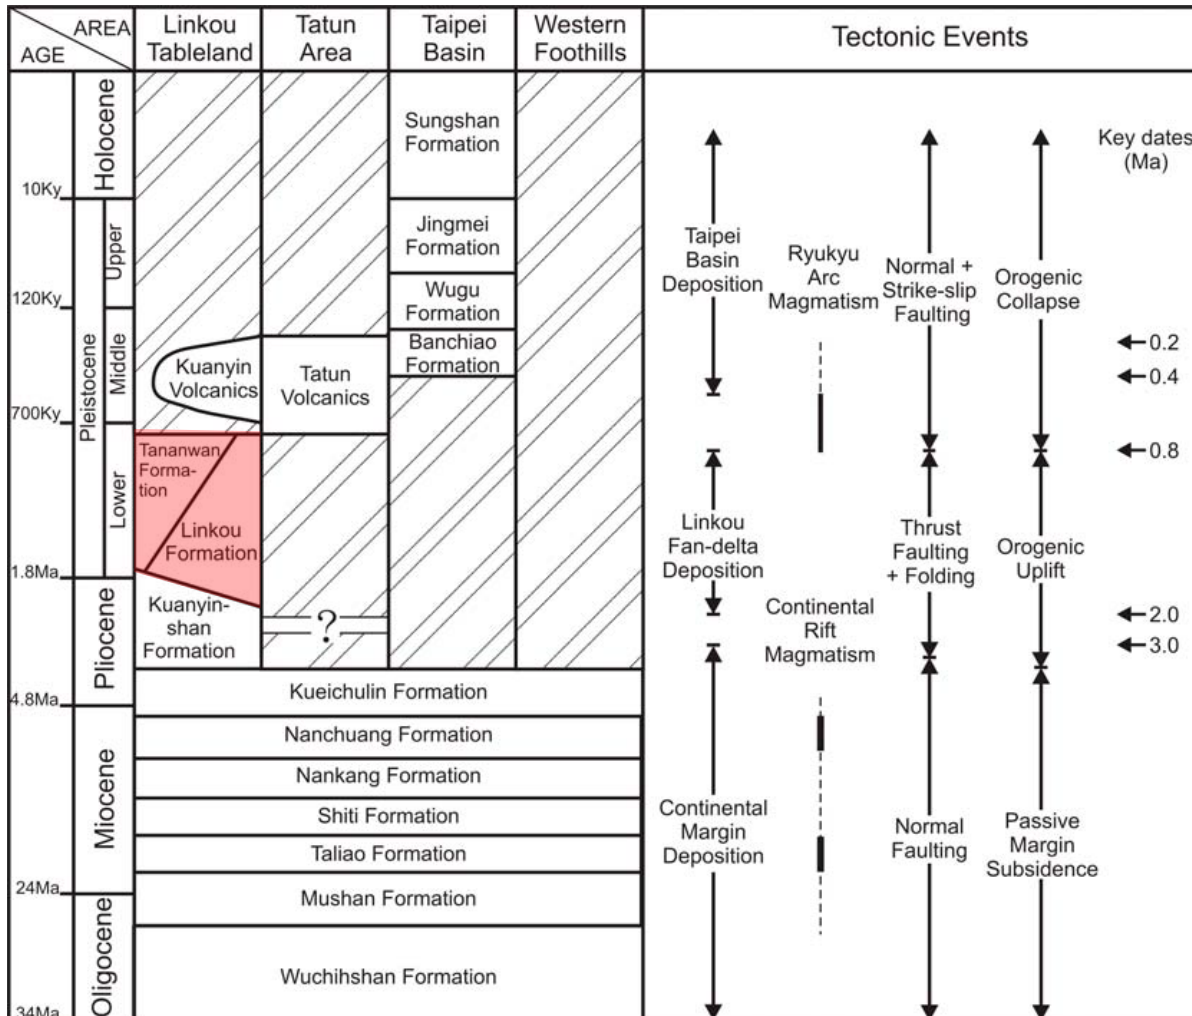 AREA
AGE
Linkou
Tableland
Tatun
Area
Taipei
Basin
Western
Foothills
Tectonic Events
Holocene
10Ky
Pleistocene
Upper
120Ky
Middle
700Ky
Lower
1.8Ma
Pliocene
4.8Ma
Miocene
24Ma
Oligocene
34Ma
Sungshan
Formation
Jingmei
Formation
Wugu
Formation
Banchiao
Formation
Kuanyin
Volcanics
Tatun
Volcanics
Tananwan
Forma-
tion
Linkou
Formation
Kuanyin-
shan
Formation
?
Kueichulin Formation
Nanchuang Formation
Nankang Formation
Shiti Formation
Taliao Formation
Mushan Formation
Wuchihshan Formation
Taipei
Basin
Deposition
Linkou
Fan-delta
Deposition
Continental
Margin
Deposition
Ryukyu
Arc
Magmatism
Continental
Rift
Magmatism
Normal +
Strike-slip
Faulting
Thrust
Faulting
+ Folding
Normal
Faulting
Orogenic
Collapse
Orogenic
Uplift
Passive
Margin
Subsidence
Key dates
(Ma)
0.2
0.4
0.8
2.0
3.0